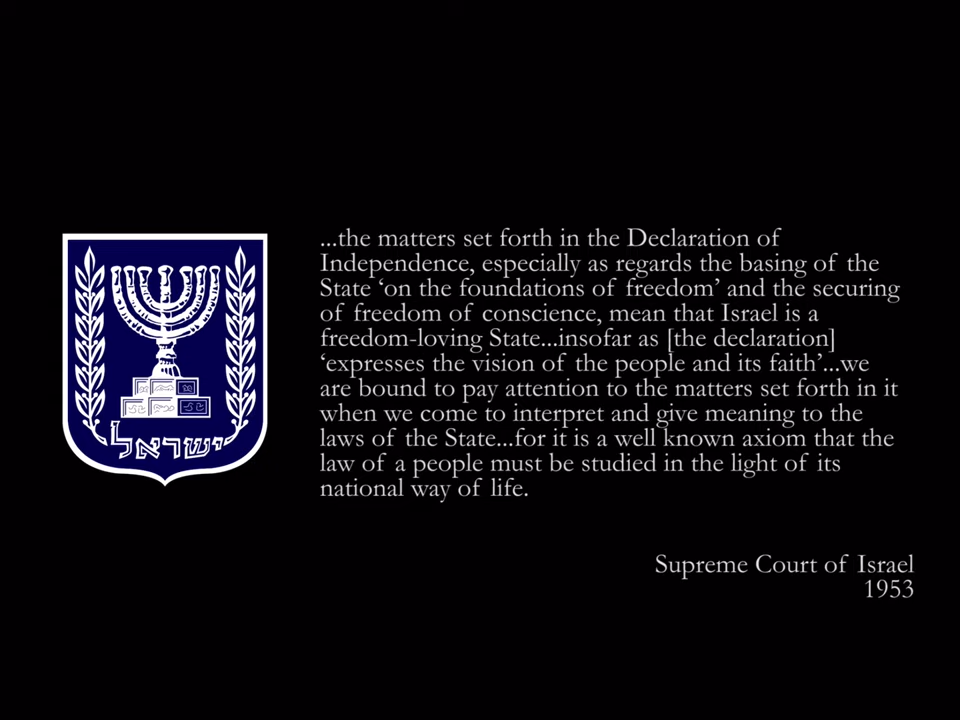 ...the matters set forth in the Declaration of
Independence, especially as regards the basing of the
State ‘on the foundations of freedom’ and the securing
of freedom of conscience, mean that Israel is a
freedom-loving State...insofar as [the declaration]
‘expresses the vision of the people and its faith’...we
are bound to pay attention to the matters set forth in it
when we come to interpret and give meaning to the
laws of the State...for it is a well known axiom that the
law of a people must be studied in the light of its
national way of life.
ישראל
Supreme Court of Israel
1953